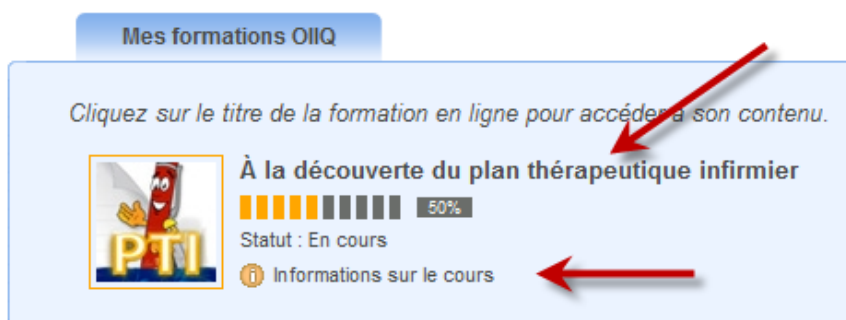 Mes formations OIIQ
Cliquez sur le titre de la formation en ligne pour accéder à son contenu.
À la découverte du plan thérapeutique infirmier
50%
Statut : En cours
PTI
Informations sur le cours